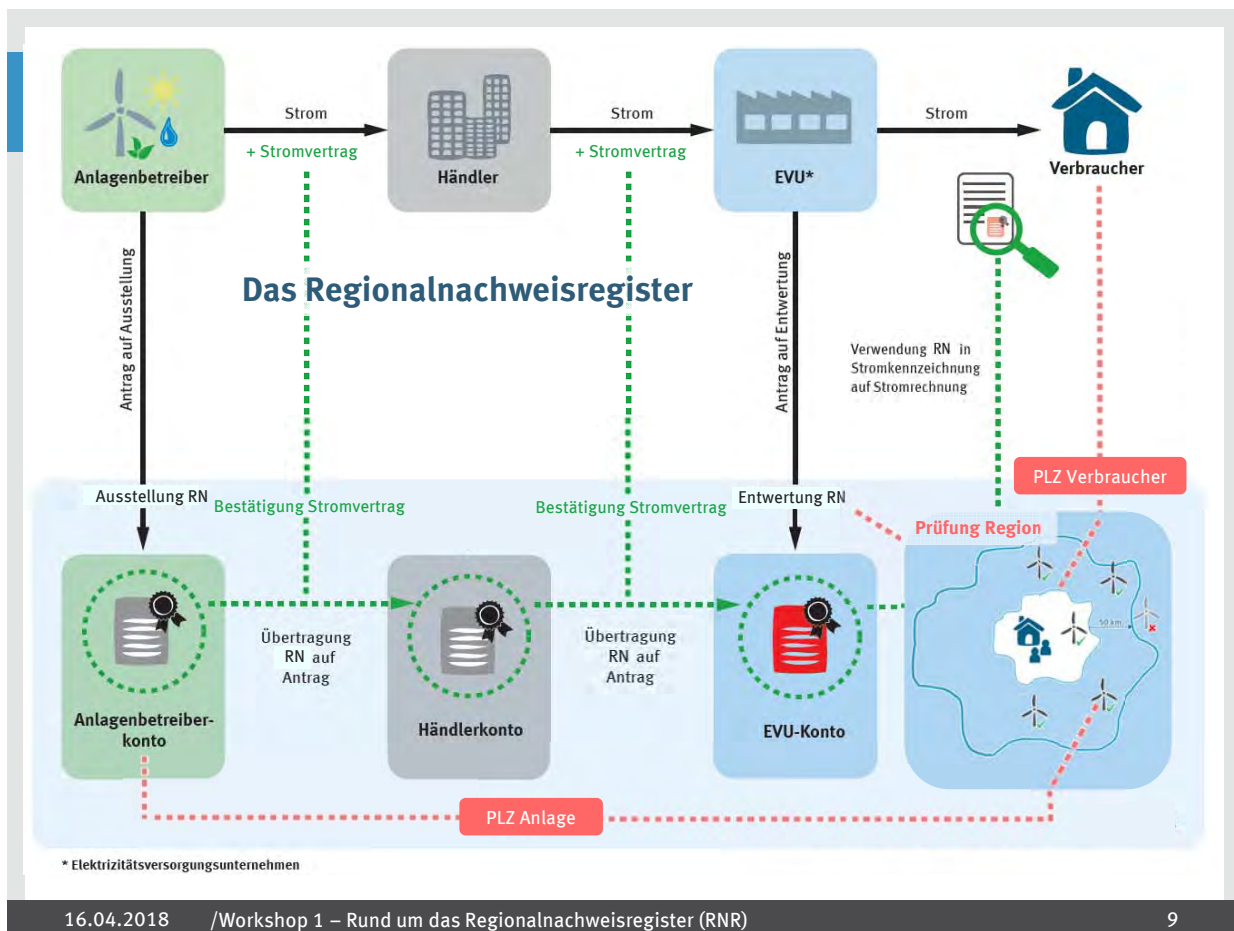 Strom
Strom
Strom
+ Stromvertrag
+ Stromvertrag
Anlagenbetreiber
Händler
EVU*
Verbraucher
Antrag auf Ausstellung
Das Regionalnachweisregister
Antrag auf Entwertung
Verwendung RN in
Stromkennzeichnung
auf Stromrechnung
PLZ Verbraucher
Ausstellung RN
Bestätigung Stromvertrag
Bestätigung Stromvertrag
Entwertung RN
Prüfung Region
50 km
Übertragung
RN auf
Antrag
Übertragung
RN auf
Antrag
Anlagenbetreiber-
konto
Händlerkonto
EVU-Konto
PLZ Anlage
* Elektrizitätsversorgungsunternehmen
16.04.2018 /Workshop 1 – Rund um das Regionalnachweisregister (RNR) 9